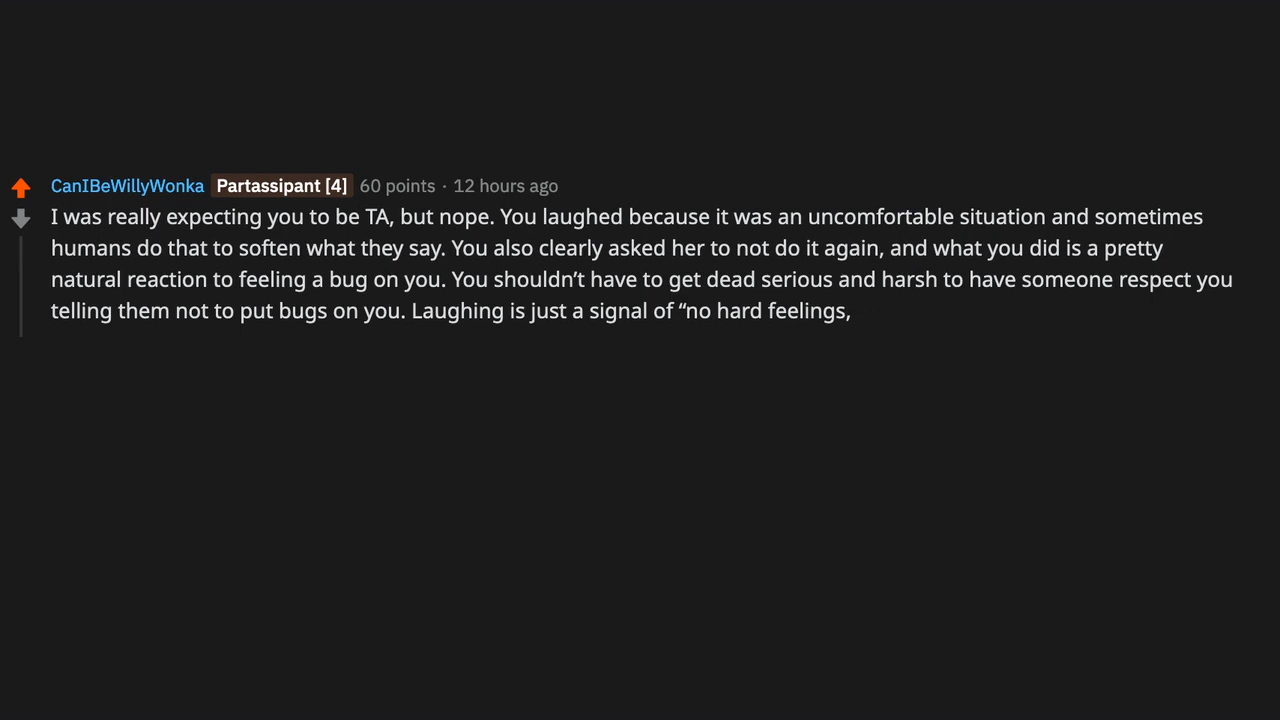 CanIBeWillyWonka Partassipant [4] 60 points · 12 hours ago
I was really expecting you to be TA, but nope. You laughed because it was an uncomfortable situation and sometimes
humans do that to soften what they say. You also clearly asked her to not do it again, and what you did is a pretty
natural reaction to feeling a bug on you. You shouldn’t have to get dead serious and harsh to have someone respect you
telling them not to put bugs on you. Laughing is just a signal of “no hard feelings,